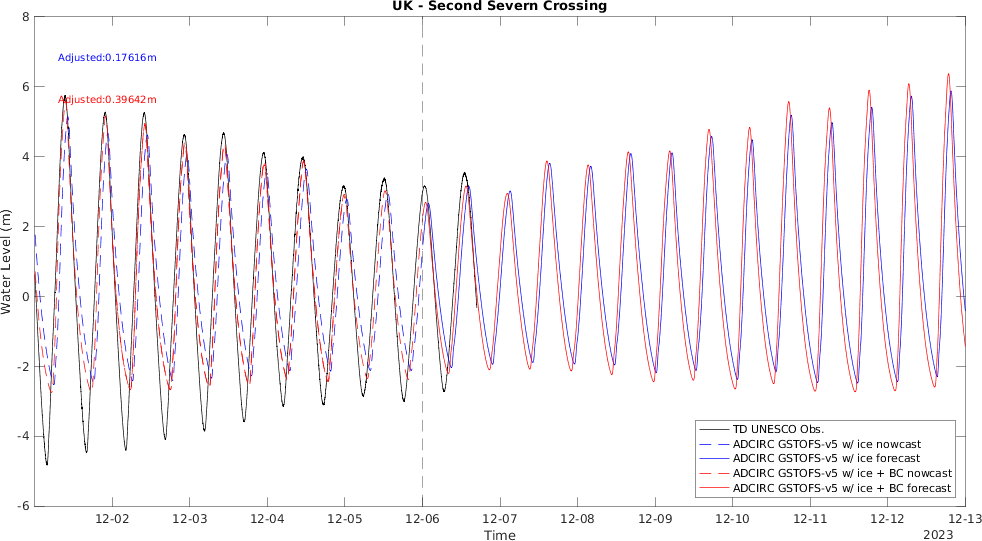 UK - Second Severn Crossing
8
6
4
2
0
-2
-4
-6
Water Level (m)
Adjusted:0.17616m
Adjusted:0.39642m
TD UNESCO Obs.
ADCIRC GSTOFS-v5 w/ ice nowcast
ADCIRC GSTOFS-v5 w/ ice forecast
ADCIRC GSTOFS-v5 w/ ice + BC nowcast
ADCIRC GSTOFS-v5 w/ ice + BC forecast
12-02 12-03 12-04 12-05 12-06 12-07 12-08 12-09 12-10 12-11 12-12 12-13
Time
2023